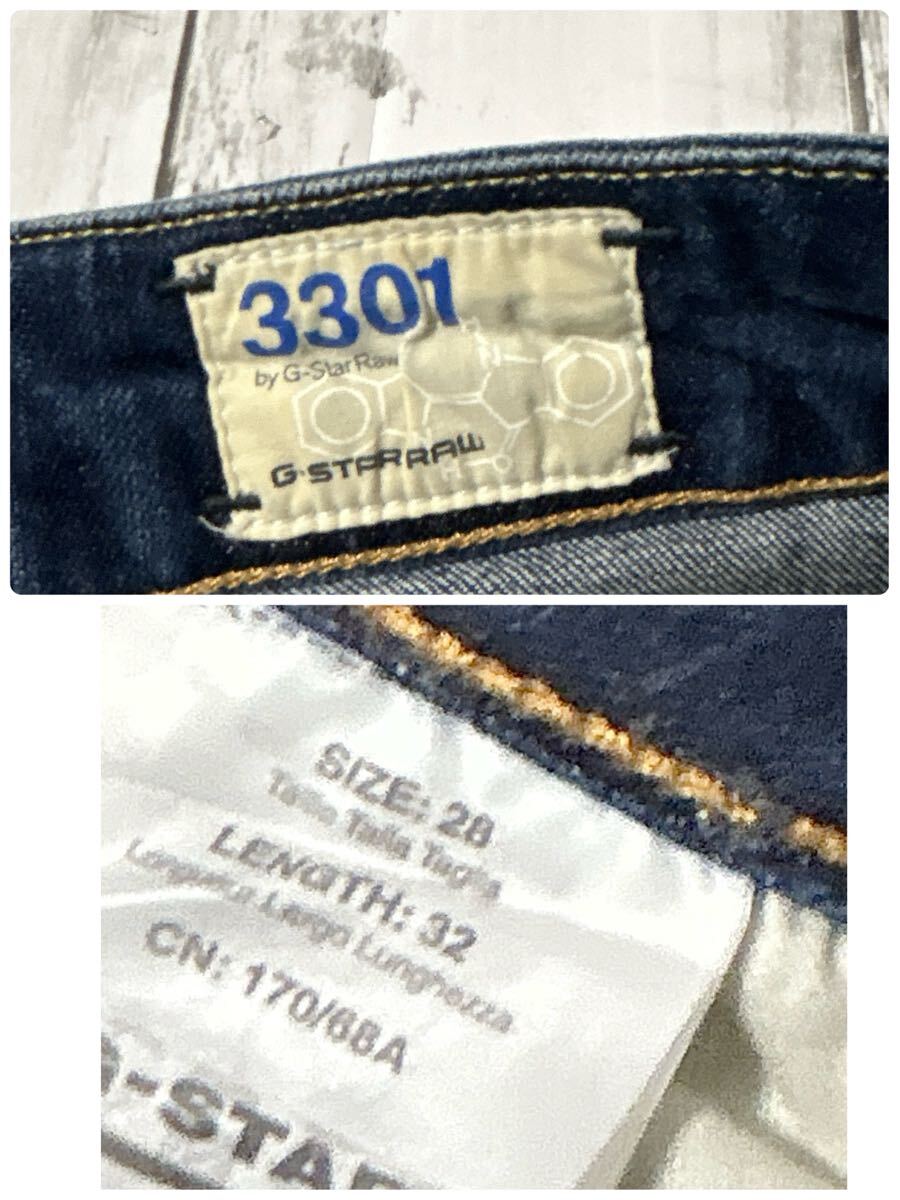 3301
by G-Star Raw
G-STAR RAW
SIZE: 28
Taille Talla Taglia
LENGTH: 32
Longueur Largo Lunghezza
CN: 170/68A
G-STAR